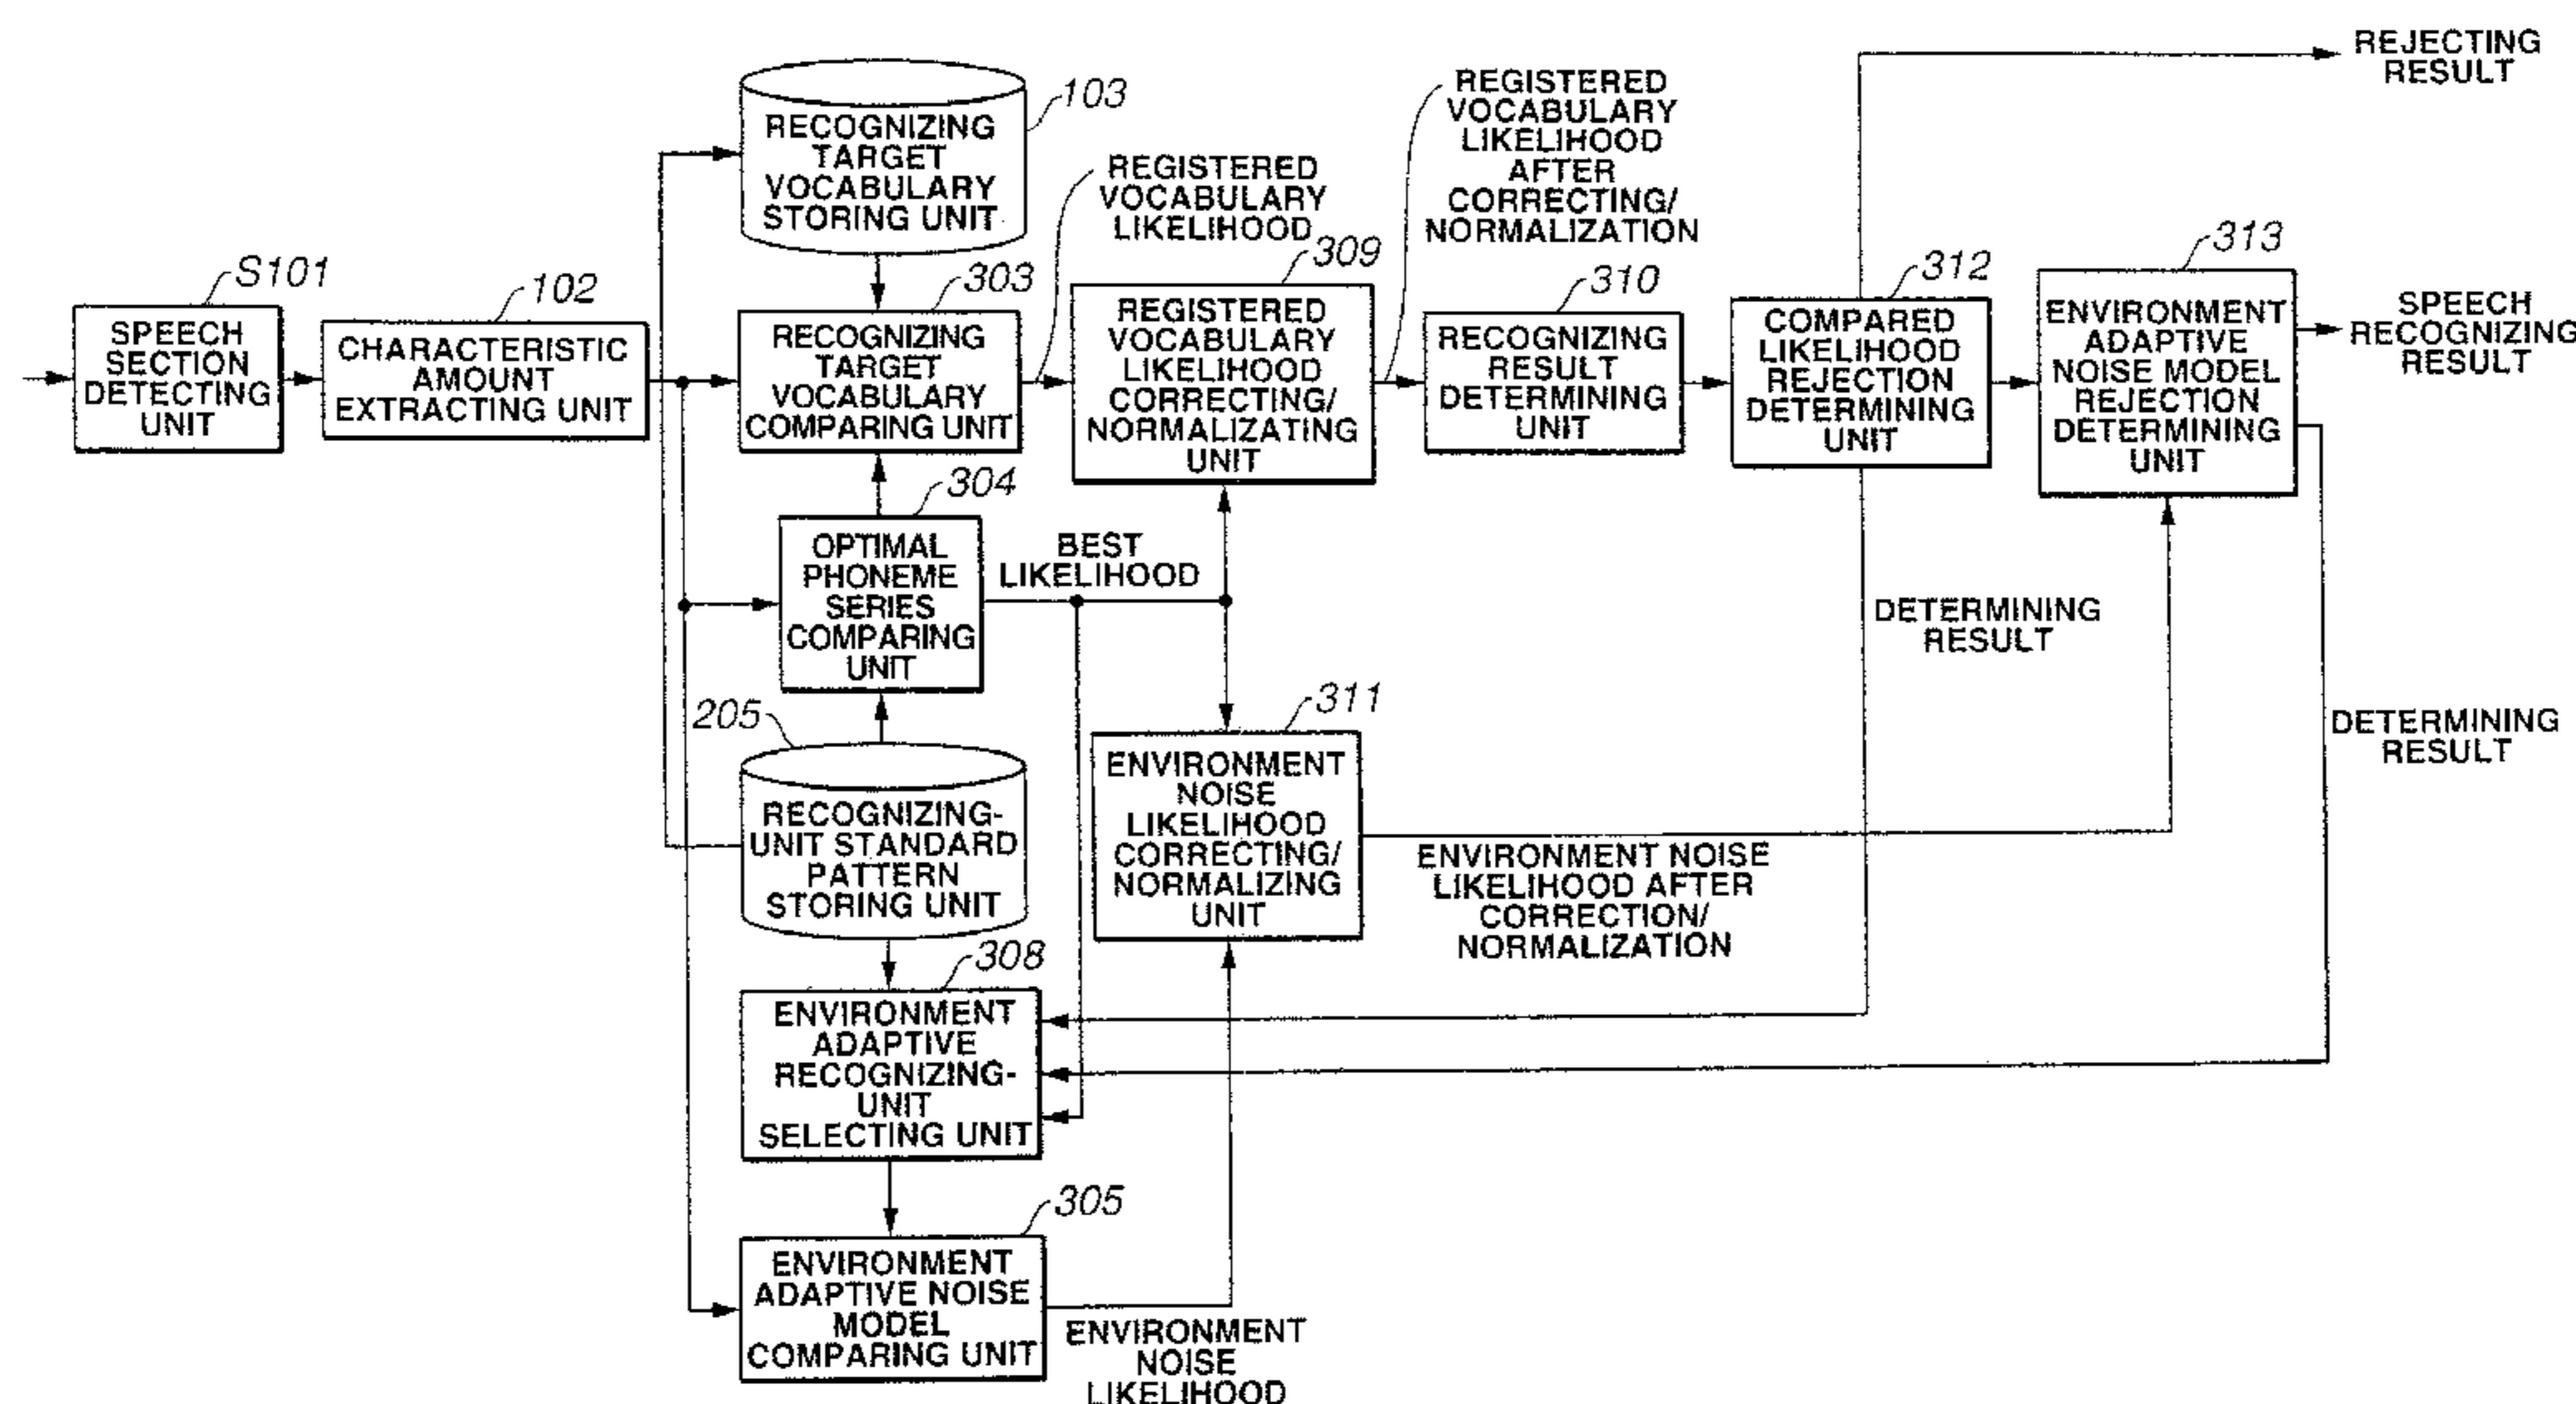 REJECTING
RESULT
103
RECOGNIZING
TARGET
VOCABULARY
STORING UNIT
REGISTERED
VOCABULARY
LIKELIHOOD
REGISTERED
VOCABULARY
LIKELIHOOD
AFTER
CORRECTING/
NORMALIZATION
S101
SPEECH
SECTION
DETECTING
UNIT
102
CHARACTERISTIC
AMOUNT
EXTRACTING UNIT
303
RECOGNIZING
TARGET
VOCABULARY
COMPARING UNIT
309
REGISTERED
VOCABULARY
LIKELIHOOD
CORRECTING/
NORMALIZATING
UNIT
310
RECOGNIZING
RESULT
DETERMINING
UNIT
312
COMPARED
LIKELIHOOD
REJECTION
DETERMINING
UNIT
313
ENVIRONMENT
ADAPTIVE
NOISE MODEL
REJECTION
DETERMINING
UNIT
SPEECH
RECOGNIZING
RESULT
304
OPTIMAL
PHONEME
SERIES
COMPARING
UNIT
BEST
LIKELIHOOD
DETERMINING
RESULT
DETERMINING
RESULT
205
RECOGNIZING-
UNIT STANDARD
PATTERN
STORING UNIT
311
ENVIRONMENT
NOISE
LIKELIHOOD
CORRECTING/
NORMALIZING
UNIT
ENVIRONMENT NOISE
LIKELIHOOD AFTER
CORRECTION/
NORMALIZATION
308
ENVIRONMENT
ADAPTIVE
RECOGNIZING-
UNIT
SELECTING UNIT
305
ENVIRONMENT
ADAPTIVE NOISE
MODEL
COMPARING UNIT
ENVIRONMENT
NOISE
LIKELIHOOD